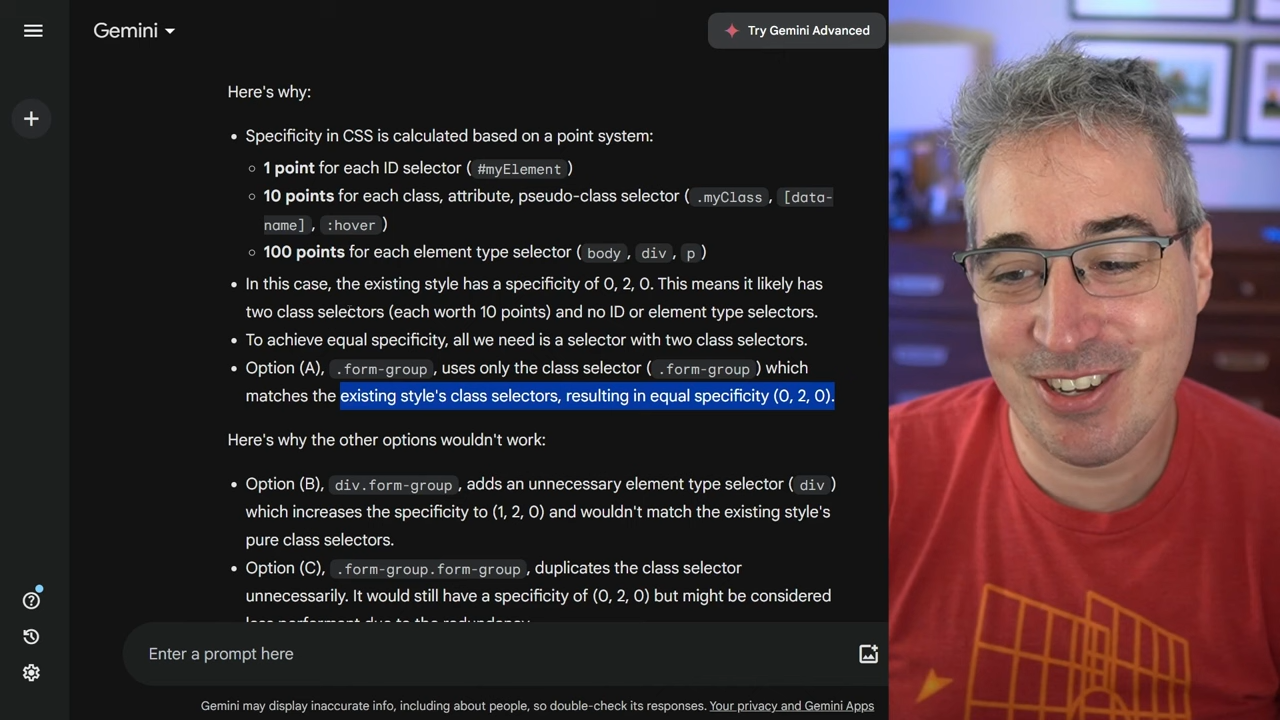 Gemini
Try Gemini Advanced
Here's why:
• Specificity in CSS is calculated based on a point system:
○ 1 point for each ID selector ( #myElement )
○ 10 points for each class, attribute, pseudo-class selector ( .myClass , [data-
name] , :hover )
○ 100 points for each element type selector ( body , div , p )
• In this case, the existing style has a specificity of 0, 2, 0. This means it likely has
two class selectors (each worth 10 points) and no ID or element type selectors.
• To achieve equal specificity, all we need is a selector with two class selectors.
• Option (A), .form-group , uses only the class selector ( .form-group ) which
matches the existing style's class selectors, resulting in equal specificity (0, 2, 0).
Here's why the other options wouldn't work:
• Option (B), div.form-group , adds an unnecessary element type selector ( div )
which increases the specificity to (1, 2, 0) and wouldn't match the existing style's
pure class selectors.
• Option (C), .form-group.form-group , duplicates the class selector
unnecessarily. It would still have a specificity of (0, 2, 0) but might be considered
less performant due to the redundancy.
Enter a prompt here
Gemini may display inaccurate info, including about people, so double-check its responses. Your privacy and Gemini Apps